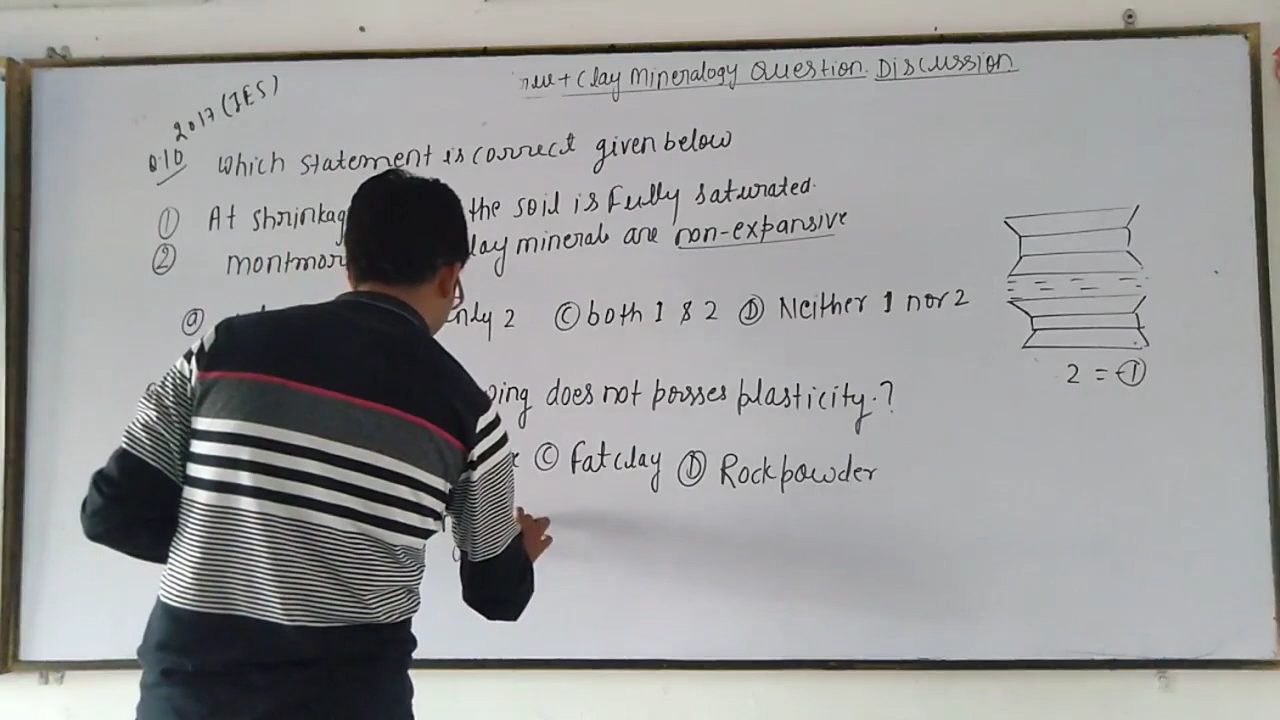 + Clay Mineralogy Question Discussion
2017 (IES)
Q.10 Which statement is correct given below
① At shrinkag the soil is Fully saturated.
② montmor lay minerals are non-expansive
ⓐ nly 2 Ⓒ both 1 & 2 Ⓓ Neither 1 nor 2
2 = ①
ing does not posses plasticity.?
Ⓒ Fat clay Ⓓ Rock powder